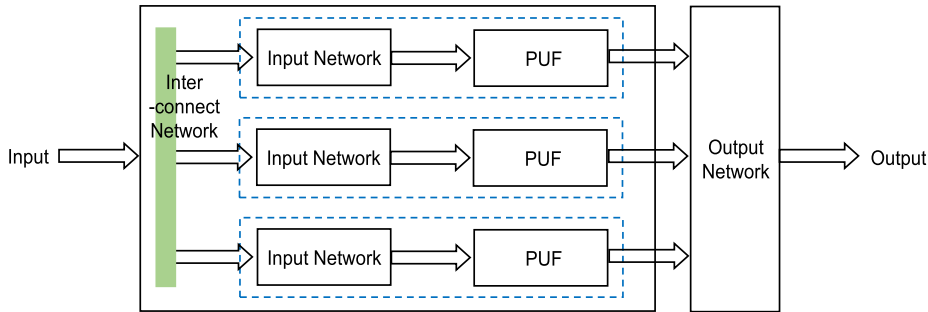 Input Network
PUF
Inter
-connect
Network
Input
Input Network
PUF
Output
Network
Output
Input Network
PUF